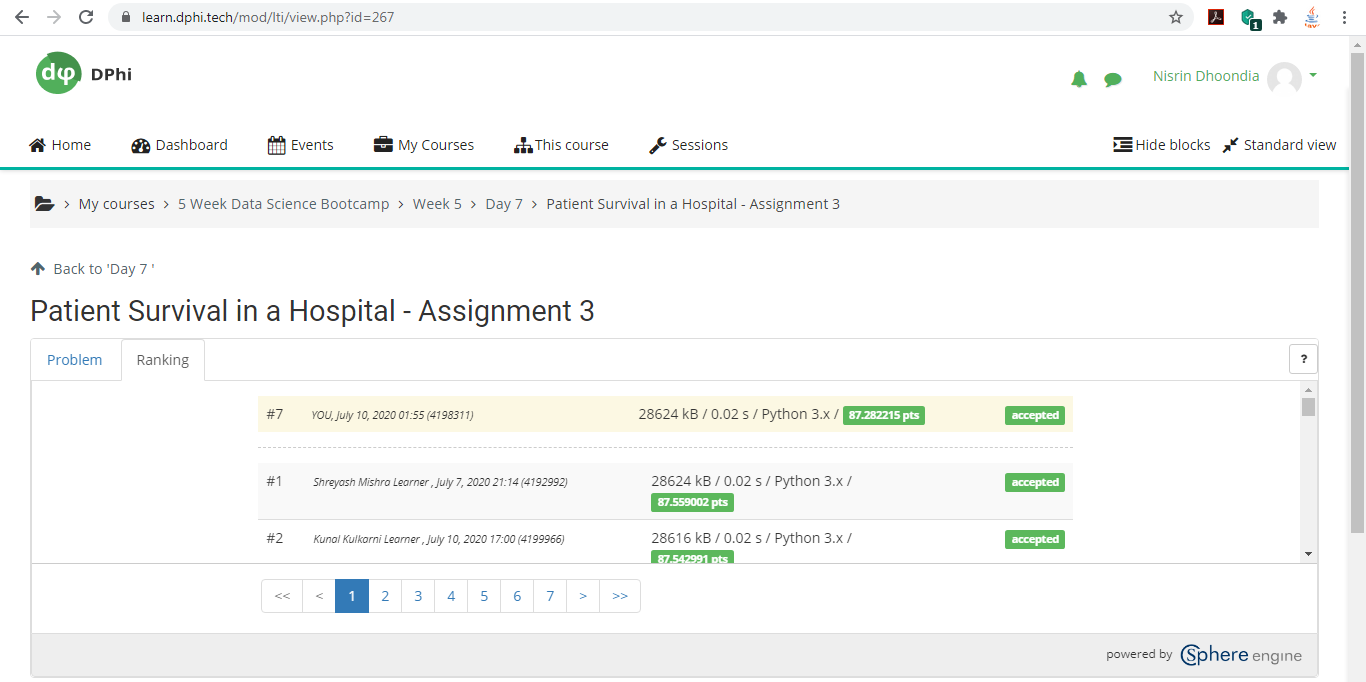 learn.dphi.tech/mod/lti/view.php?id=267
1
dφ DPhi
Nisrin Dhoondia
Home Dashboard Events My Courses This course Sessions Hide blocks Standard view
> My courses > 5 Week Data Science Bootcamp > Week 5 > Day 7 > Patient Survival in a Hospital - Assignment 3
Back to 'Day 7 '
Patient Survival in a Hospital - Assignment 3
Problem Ranking ?
#7 YOU, July 10, 2020 01:55 (4198311) 28624 kB / 0.02 s / Python 3.x / 87.282215 pts accepted
#1 Shreyash Mishra Learner , July 7, 2020 21:14 (4192992) 28624 kB / 0.02 s / Python 3.x / accepted
87.559002 pts
#2 Kunal Kulkarni Learner , July 10, 2020 17:00 (4199966) 28616 kB / 0.02 s / Python 3.x / accepted
87.542991 pts
<< < 1 2 3 4 5 6 7 > >>
powered by Sphere engine